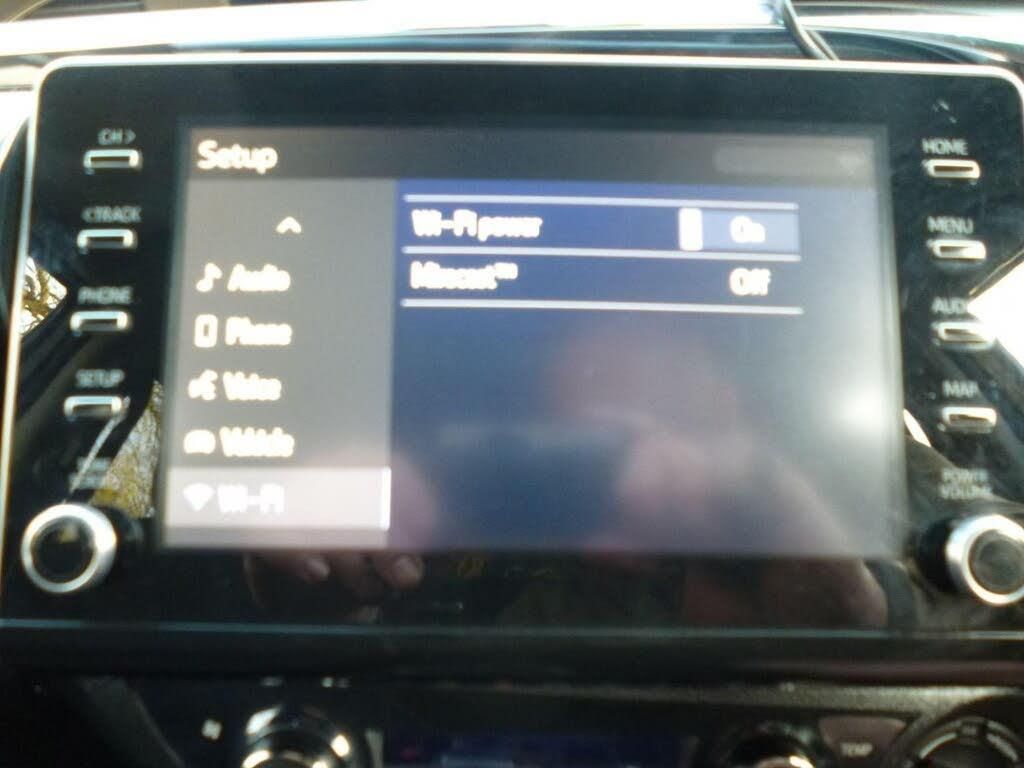 CH >
< TRACK
PHONE
SETUP
Setup
Audio
Phone
Voice
Vehicle
Wi-Fi
Wi-Fi power On
Miracast™ Off
HOME
MENU
AUDIO
MAP
POWER
VOLUME
TEMP